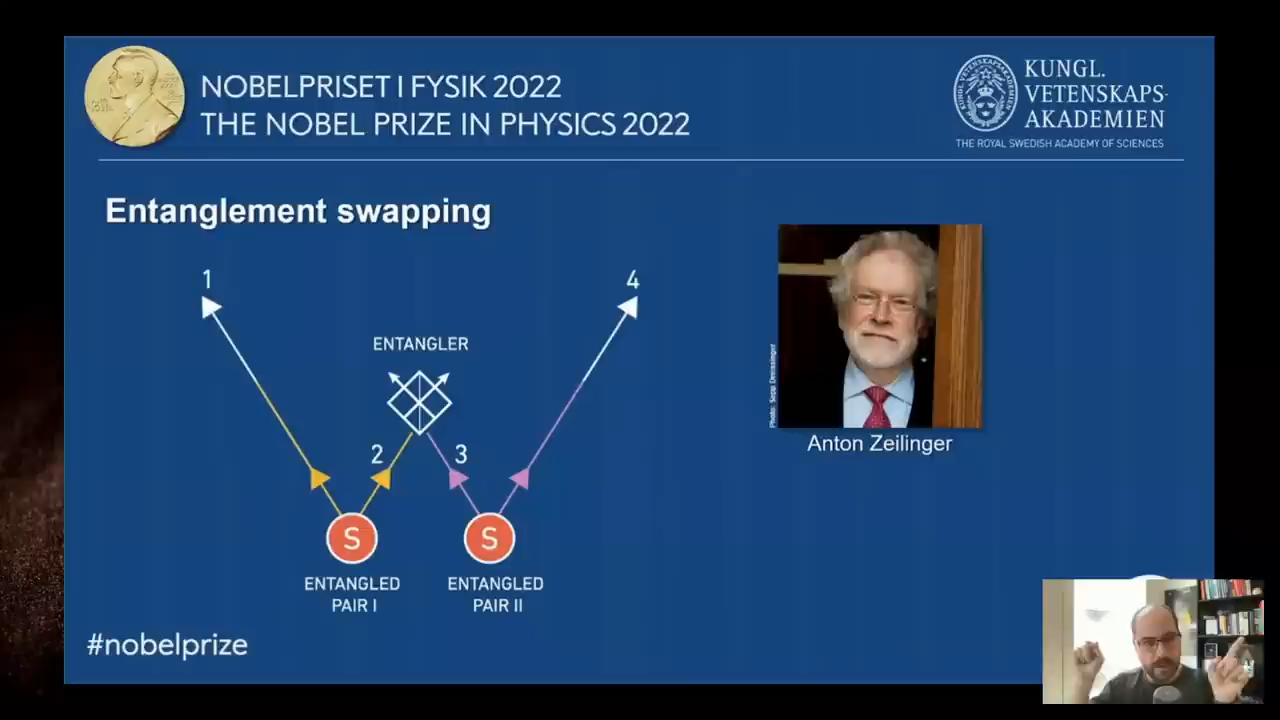 NOBELPRISET I FYSIK 2022
THE NOBEL PRIZE IN PHYSICS 2022
KUNGL.
VETENSKAPS-
AKADEMIEN
THE ROYAL SWEDISH ACADEMY OF SCIENCES
Entanglement swapping
1
4
ENTANGLER
2
3
S
S
ENTANGLED
PAIR I
ENTANGLED
PAIR II
Anton Zeilinger
#nobelprize